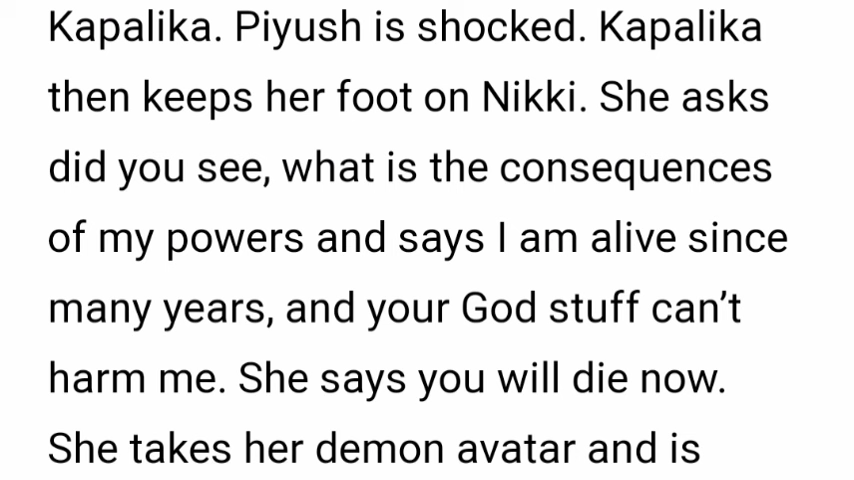 Kapalika. Piyush is shocked. Kapalika
then keeps her foot on Nikki. She asks
did you see, what is the consequences
of my powers and says I am alive since
many years, and your God stuff can’t
harm me. She says you will die now.
She takes her demon avatar and is